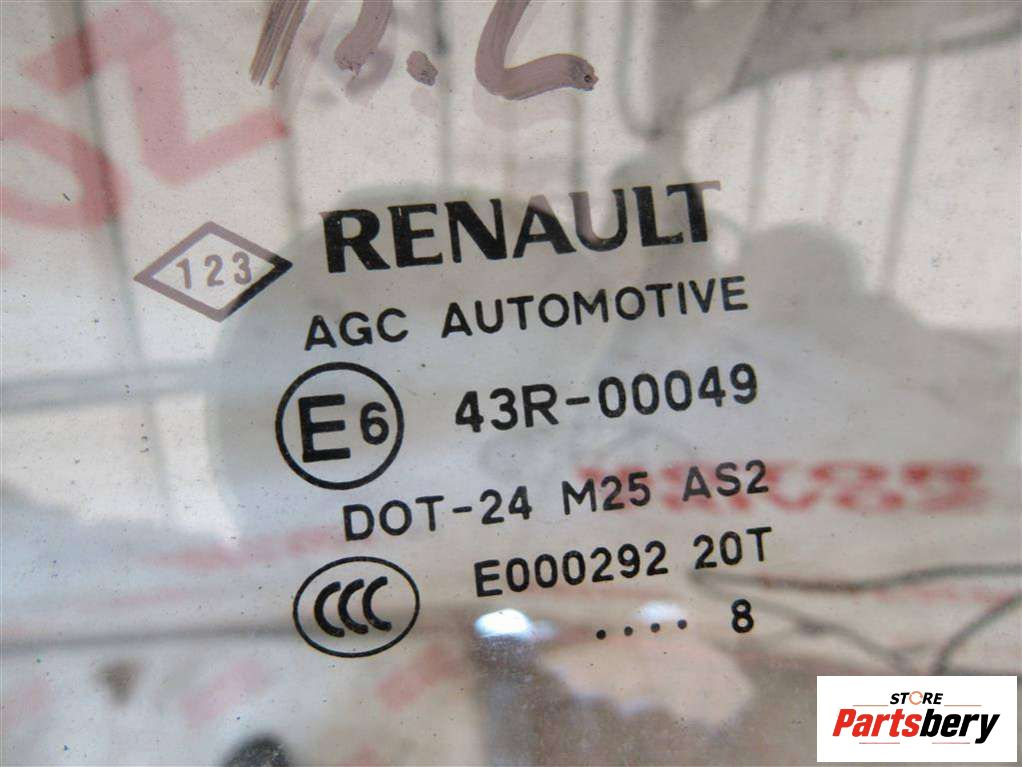 RENAULT
123
AGC AUTOMOTIVE
E6 43R-00049
DOT-24 M25 AS2
CCC E000292 20T
.... 8
STORE
Partsbery